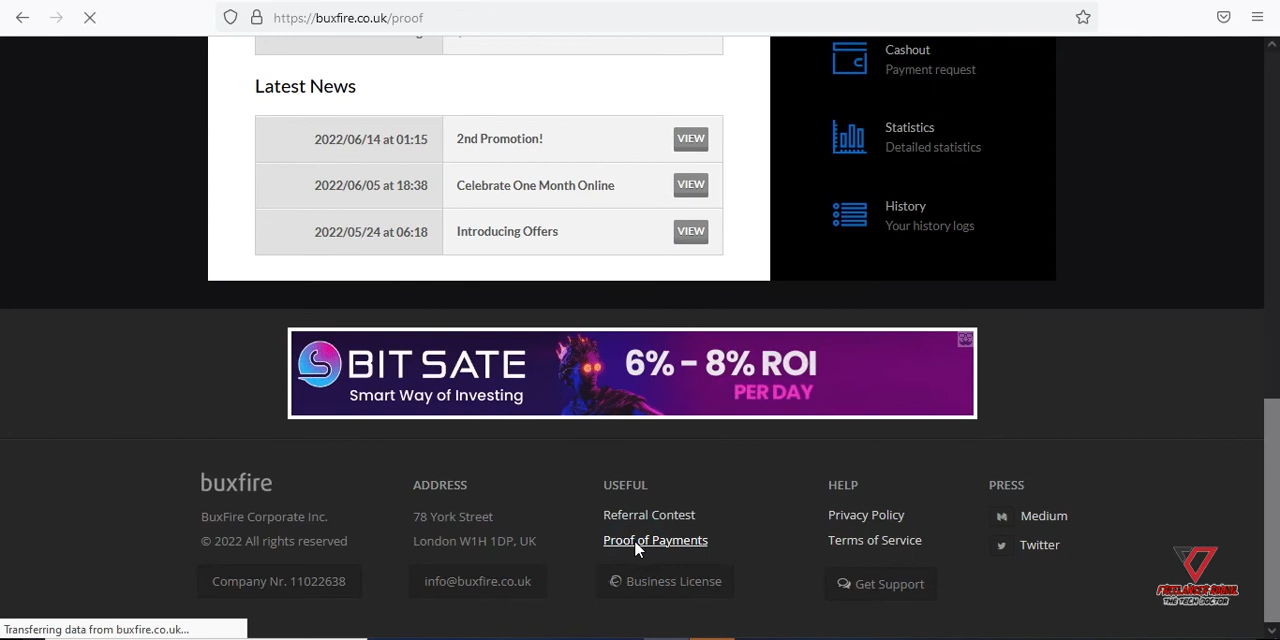 https://buxfire.co.uk/proof
Cashout
Payment request
Latest News
2022/06/14 at 01:15 2nd Promotion! VIEW
Statistics
Detailed statistics
2022/06/05 at 18:38 Celebrate One Month Online VIEW
2022/05/24 at 06:18 Introducing Offers VIEW
History
Your history logs
BIT SATE
Smart Way of Investing
6% - 8% ROI
PER DAY
buxfire
BuxFire Corporate Inc.
© 2022 All rights reserved
Company Nr. 11022638
ADDRESS
78 York Street
London W1H 1DP, UK
info@buxfire.co.uk
USEFUL
Referral Contest
Proof of Payments
Business License
HELP
Privacy Policy
Terms of Service
Get Support
PRESS
Medium
Twitter
THE TECH DOCTOR
Transferring data from buxfire.co.uk...